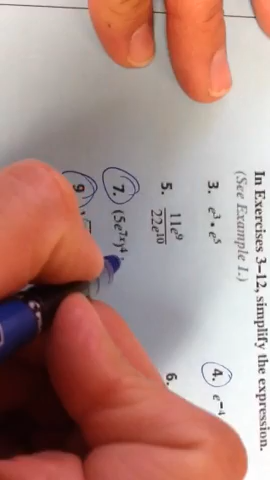 In Exercises 3–12, simplify the expression.
(See Example 1.)
3. e³ • e⁵
4. e⁻⁴
5. 11e⁹/22e¹⁰
6.
7. (5e⁷ˣ)⁴
9.